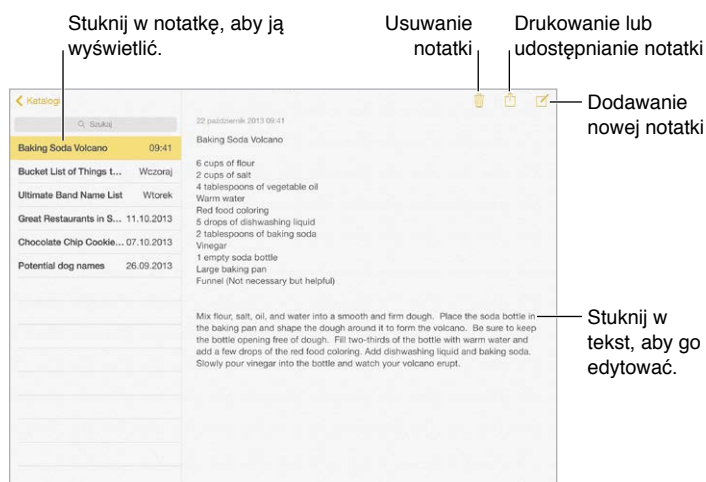 Stuknij w notatkę, aby ją
wyświetlić.
Usuwanie
notatki
Drukowanie lub
udostępnianie notatki
Dodawanie
nowej notatki
Katalogi
Szukaj
Baking Soda Volcano 09:41
Bucket List of Things t... Wczoraj
Ultimate Band Name List Wtorek
Great Restaurants in S... 11.10.2013
Chocolate Chip Cookie... 07.10.2013
Potential dog names 26.09.2013
22 październik 2013 09:41
Baking Soda Volcano
6 cups of flour
2 cups of salt
4 tablespoons of vegetable oil
Warm water
Red food coloring
5 drops of dishwashing liquid
2 tablespoons of baking soda
Vinegar
1 empty soda bottle
Large baking pan
Funnel (Not necessary but helpful)
Mix flour, salt, oil, and water into a smooth and firm dough. Place the soda bottle in
the baking pan and shape the dough around it to form the volcano. Be sure to keep
the bottle opening free of dough. Fill two-thirds of the bottle with warm water and
add a few drops of the red food coloring. Add dishwashing liquid and baking soda.
Slowly pour vinegar into the bottle and watch your volcano erupt.
Stuknij w
tekst, aby go
edytować.